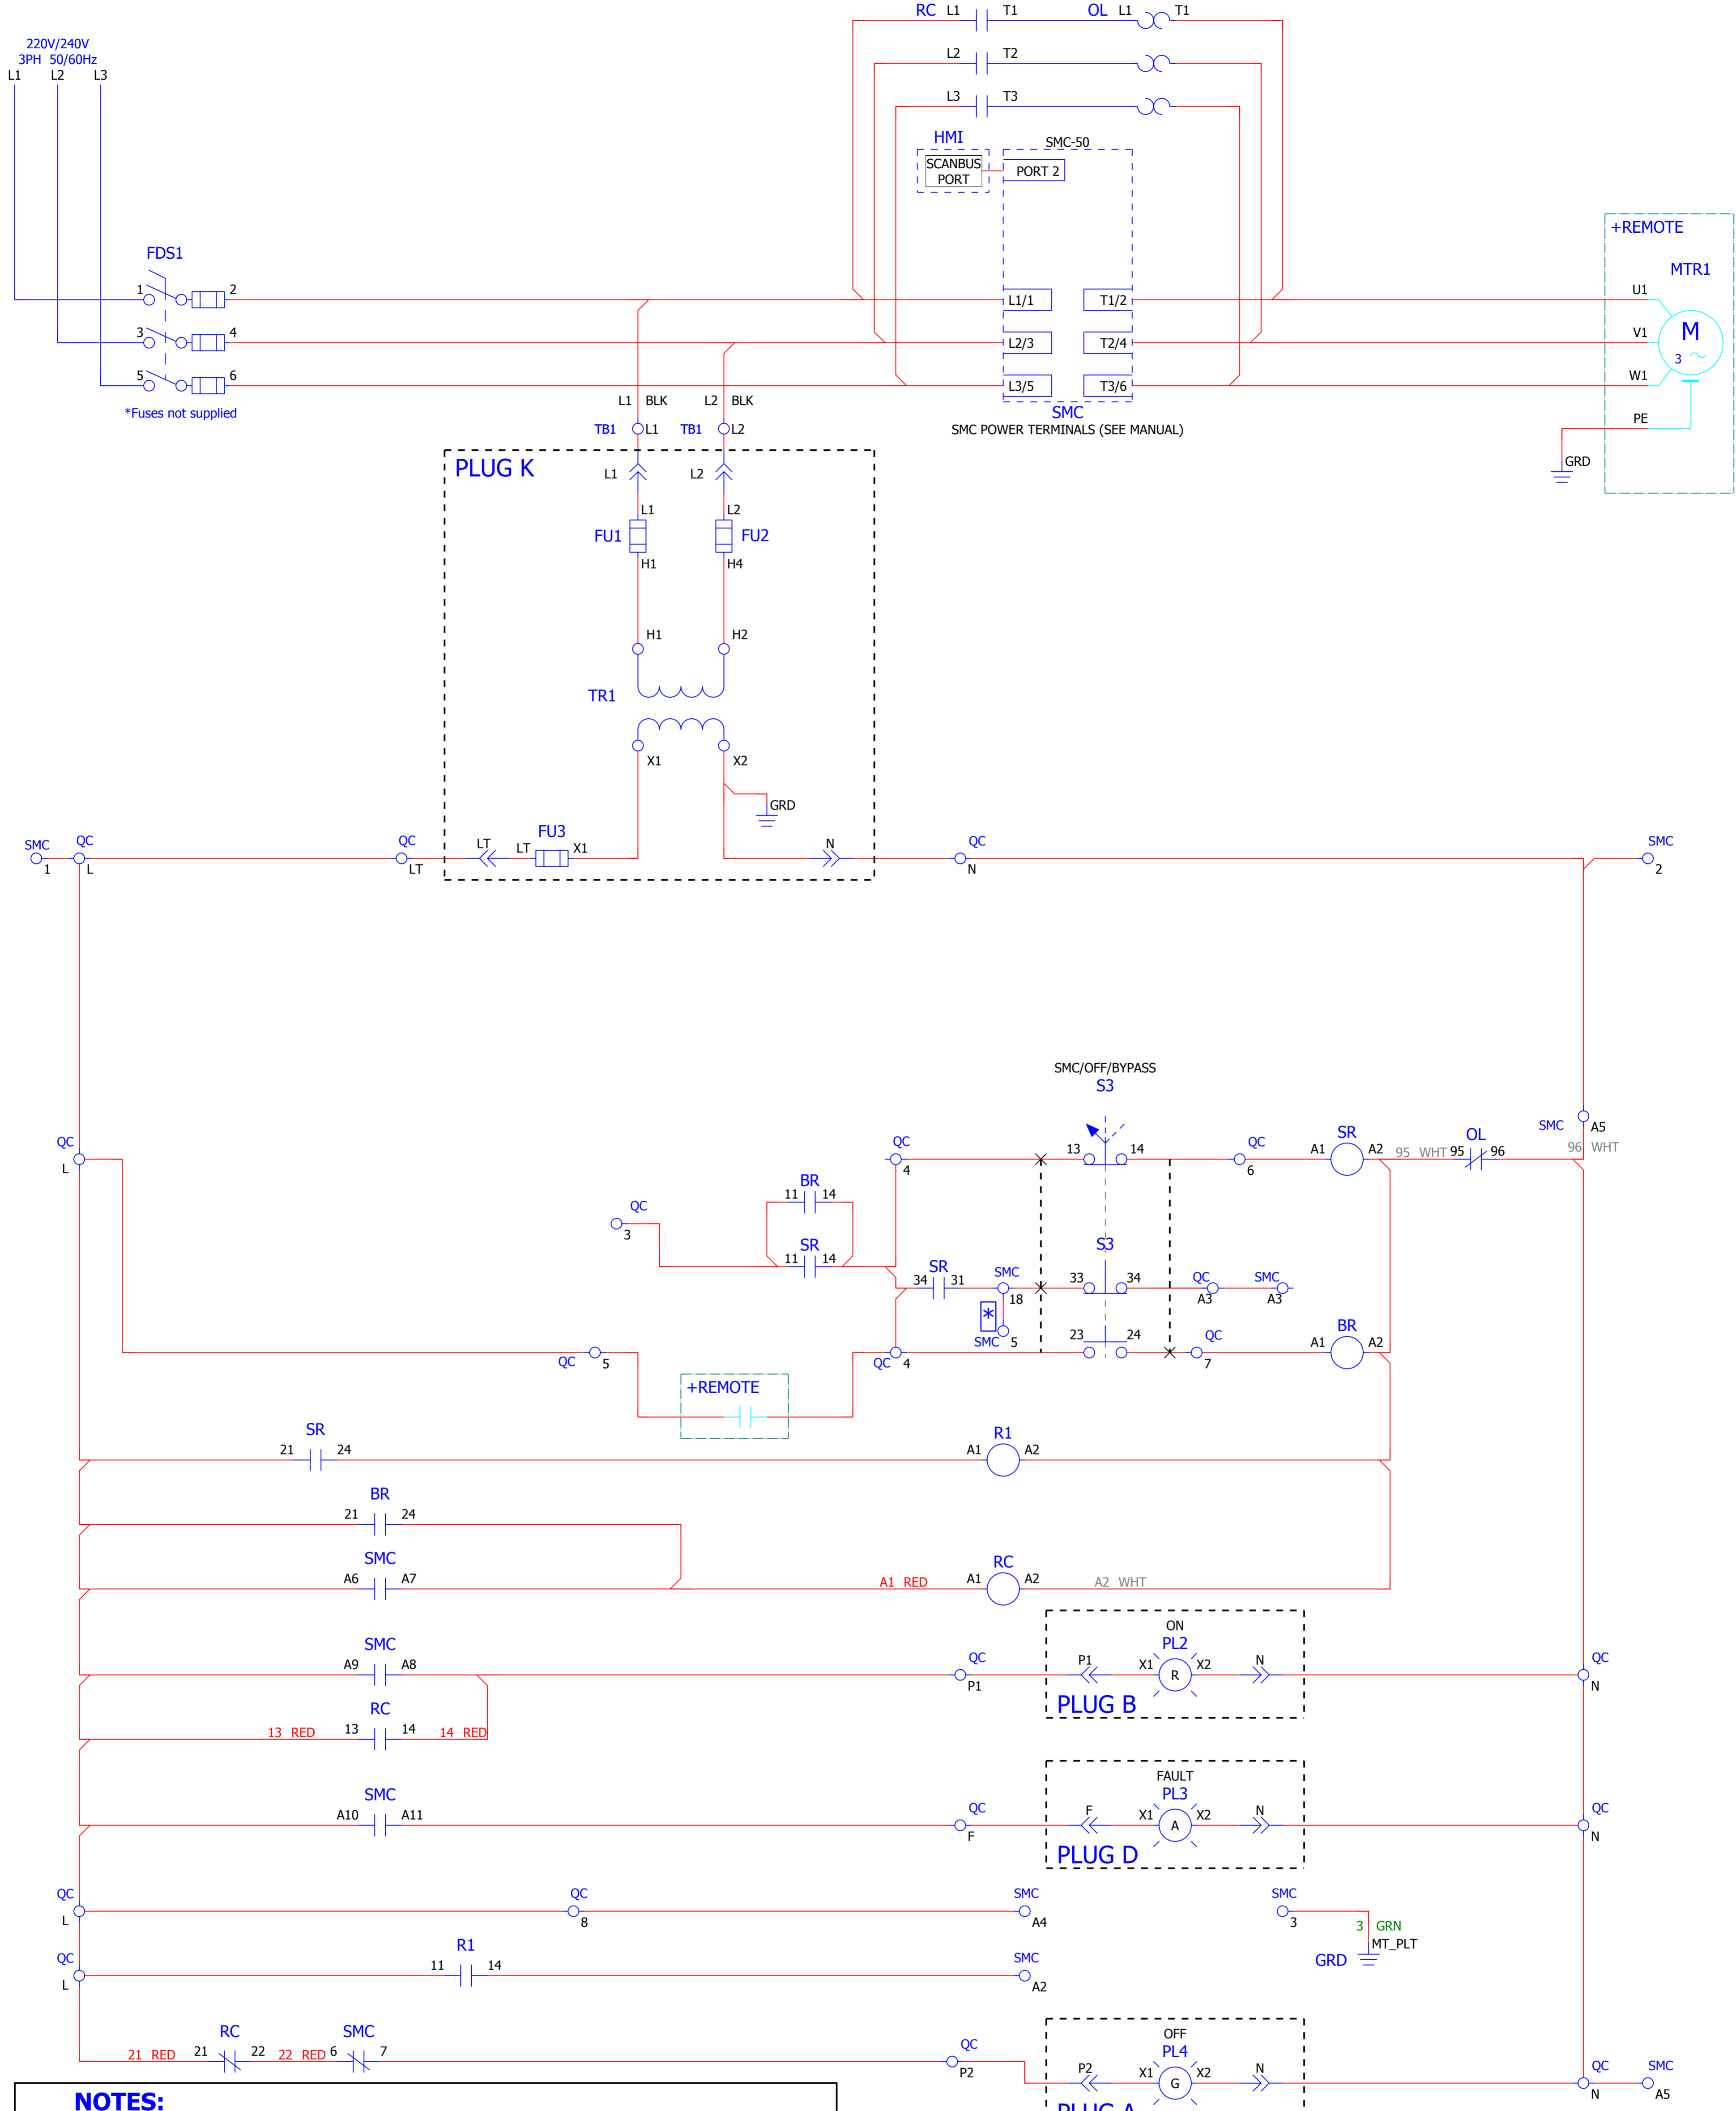 RC L1 T1 OL L1 T1
220V/240V
3PH 50/60Hz
L1 L2 L3
L2 T2
L3 T3
HMI
SMC-50
SCANBUS
PORT
PORT 2
+REMOTE
MTR1
FDS1
1 2
L1/1 T1/2
U1
3 4
L2/3 T2/4
V1
M
3
5 6
L3/5 T3/6
W1
*Fuses not supplied
L1 BLK L2 BLK
SMC
SMC POWER TERMINALS (SEE MANUAL)
PE
TB1 L1 TB1 L2
GRD
PLUG K
L1 L2
L1 L2
FU1 FU2
H1 H4
H1 H2
TR1
X1 X2
GRD
SMC QC QC LT FU3 LT X1 N QC SMC
1 L LT N 2
SMC/OFF/BYPASS
S3
SMC A5
QC QC 13 14 QC SR A1 A2 95 WHT 95 OL 96 96 WHT
L 4 6
BR
11 14
QC
3
SR
11 14
S3
SR
34 31
SMC
18
33 34
QC
A3
SMC
A3
*
SMC 5
23 24
QC
7
BR
A1 A2
QC 5
QC 4
+REMOTE
SR
21 24
R1
A1 A2
BR
21 24
SMC
A6 A7
A1 RED
RC
A1 A2
A2 WHT
ON
SMC
A9 A8
QC
P1
P1
PL2
X1 R X2
N
QC
N
PLUG B
RC
13 RED 13 14 14 RED
FAULT
SMC
A10 A11
QC
F
F
PL3
X1 A X2
N
QC
N
PLUG D
QC QC SMC SMC
L 8 A4 3
3 GRN
MT_PLT
GRD
QC R1 SMC
L 11 14 A2
OFF
RC SMC
21 RED 21 22 22 RED 6 7
QC
P2
P2
PL4
X1 G X2
N
QC
N
SMC
A5
PLUG A
NOTES: